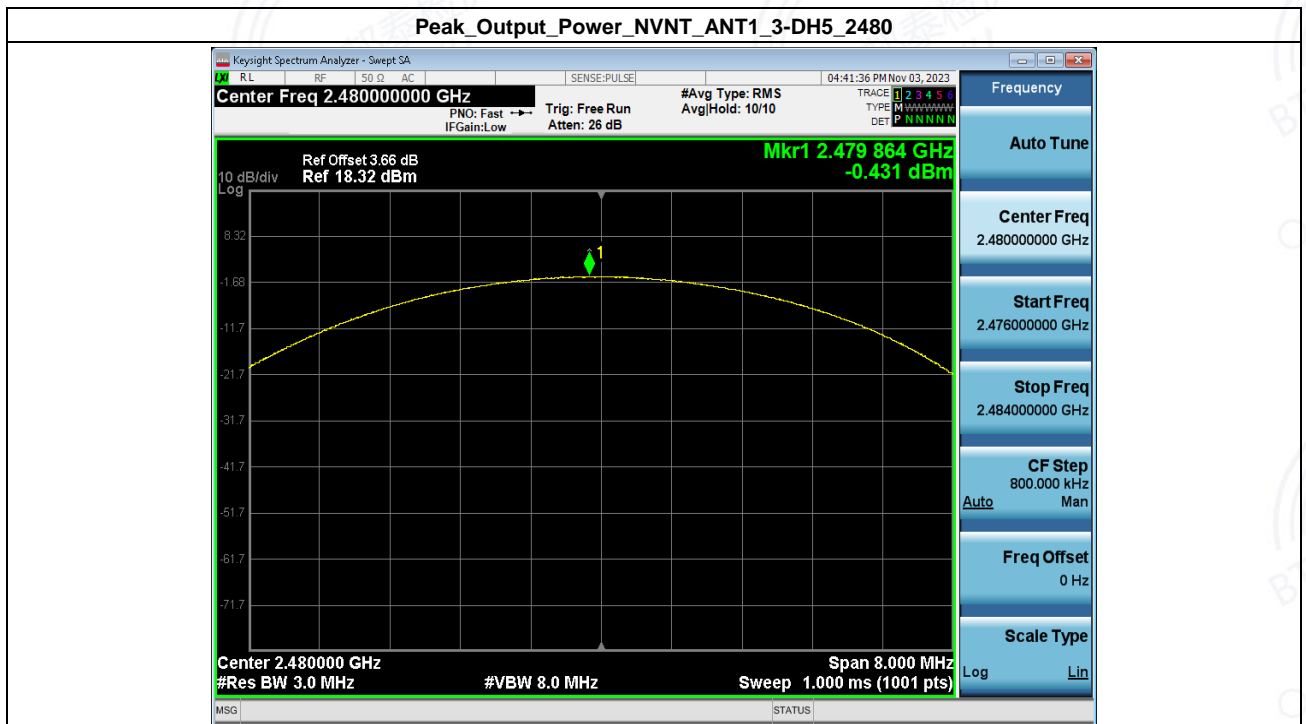 Peak_Output_Power_NVNT_ANT1_3-DH5_2480
Keysight Spectrum Analyzer - Swept SA
LXI RL RF 50 Ω AC SENSE:PULSE 04:41:36 PM Nov 03, 2023
Center Freq 2.480000000 GHz
PNO: Fast
IFGain:Low
Trig: Free Run
Atten: 26 dB
#Avg Type: RMS
Avg|Hold: 10/10
TRACE 1 2 3 4 5 6
TYPE M WWWWW
DET P N N N N N
Mkr1 2.479 864 GHz
-0.431 dBm
Ref Offset 3.66 dB
10 dB/div Ref 18.32 dBm
Log
8.32
1
-1.68
-11.7
-21.7
-31.7
-41.7
-51.7
-61.7
-71.7
Center 2.480000 GHz Span 8.000 MHz
#Res BW 3.0 MHz #VBW 8.0 MHz Sweep 1.000 ms (1001 pts)
MSG STATUS
Frequency
Auto Tune
Center Freq
2.480000000 GHz
Start Freq
2.476000000 GHz
Stop Freq
2.484000000 GHz
CF Step
800.000 kHz
Auto Man
Freq Offset
0 Hz
Scale Type
Log Lin